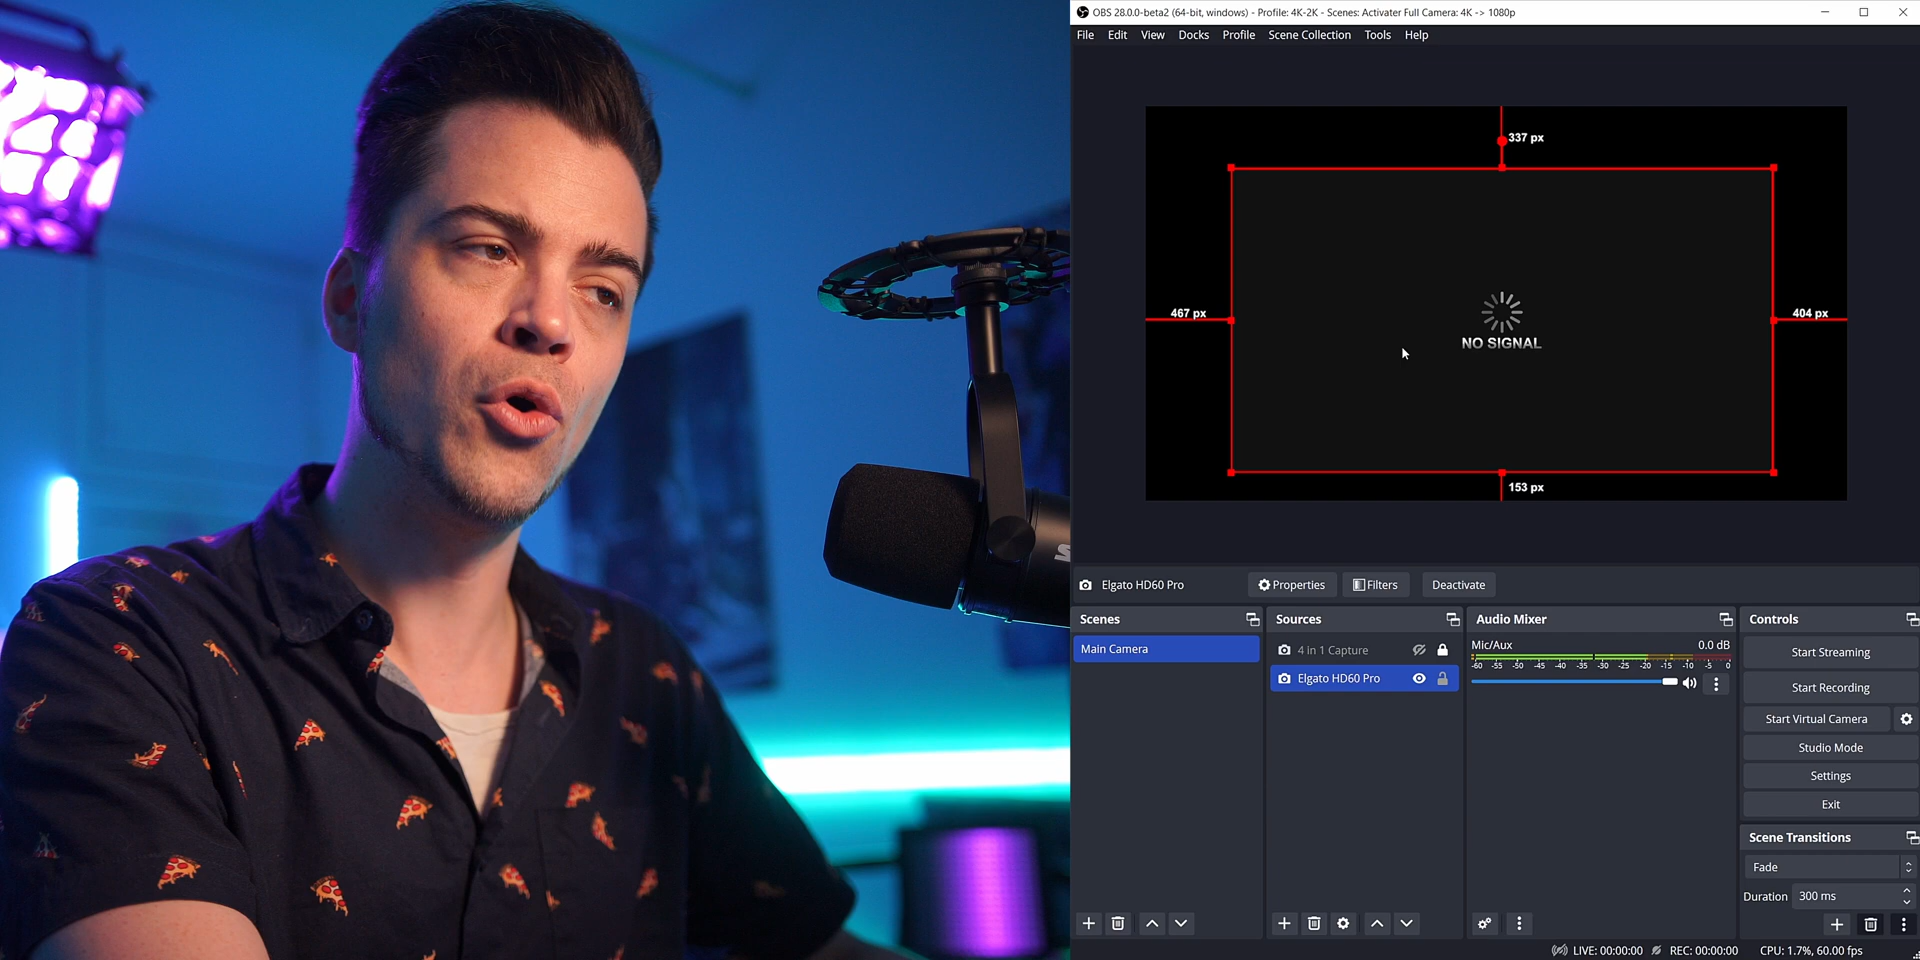 OBS 28.0.0-beta2 (64-bit, windows) - Profile: 4K-2K - Scenes: Activater Full Camera: 4K -> 1080p
File Edit View Docks Profile Scene Collection Tools Help
337 px
467 px
404 px
NO SIGNAL
153 px
Elgato HD60 Pro Properties Filters Deactivate
Scenes
Main Camera
Sources
4 in 1 Capture
Elgato HD60 Pro
Audio Mixer
Mic/Aux 0.0 dB
-60 -55 -50 -45 -40 -35 -30 -25 -20 -15 -10 -5 0
Controls
Start Streaming
Start Recording
Start Virtual Camera
Studio Mode
Settings
Exit
Scene Transitions
Fade
Duration 300 ms
LIVE: 00:00:00 REC: 00:00:00 CPU: 1.7%, 60.00 fps